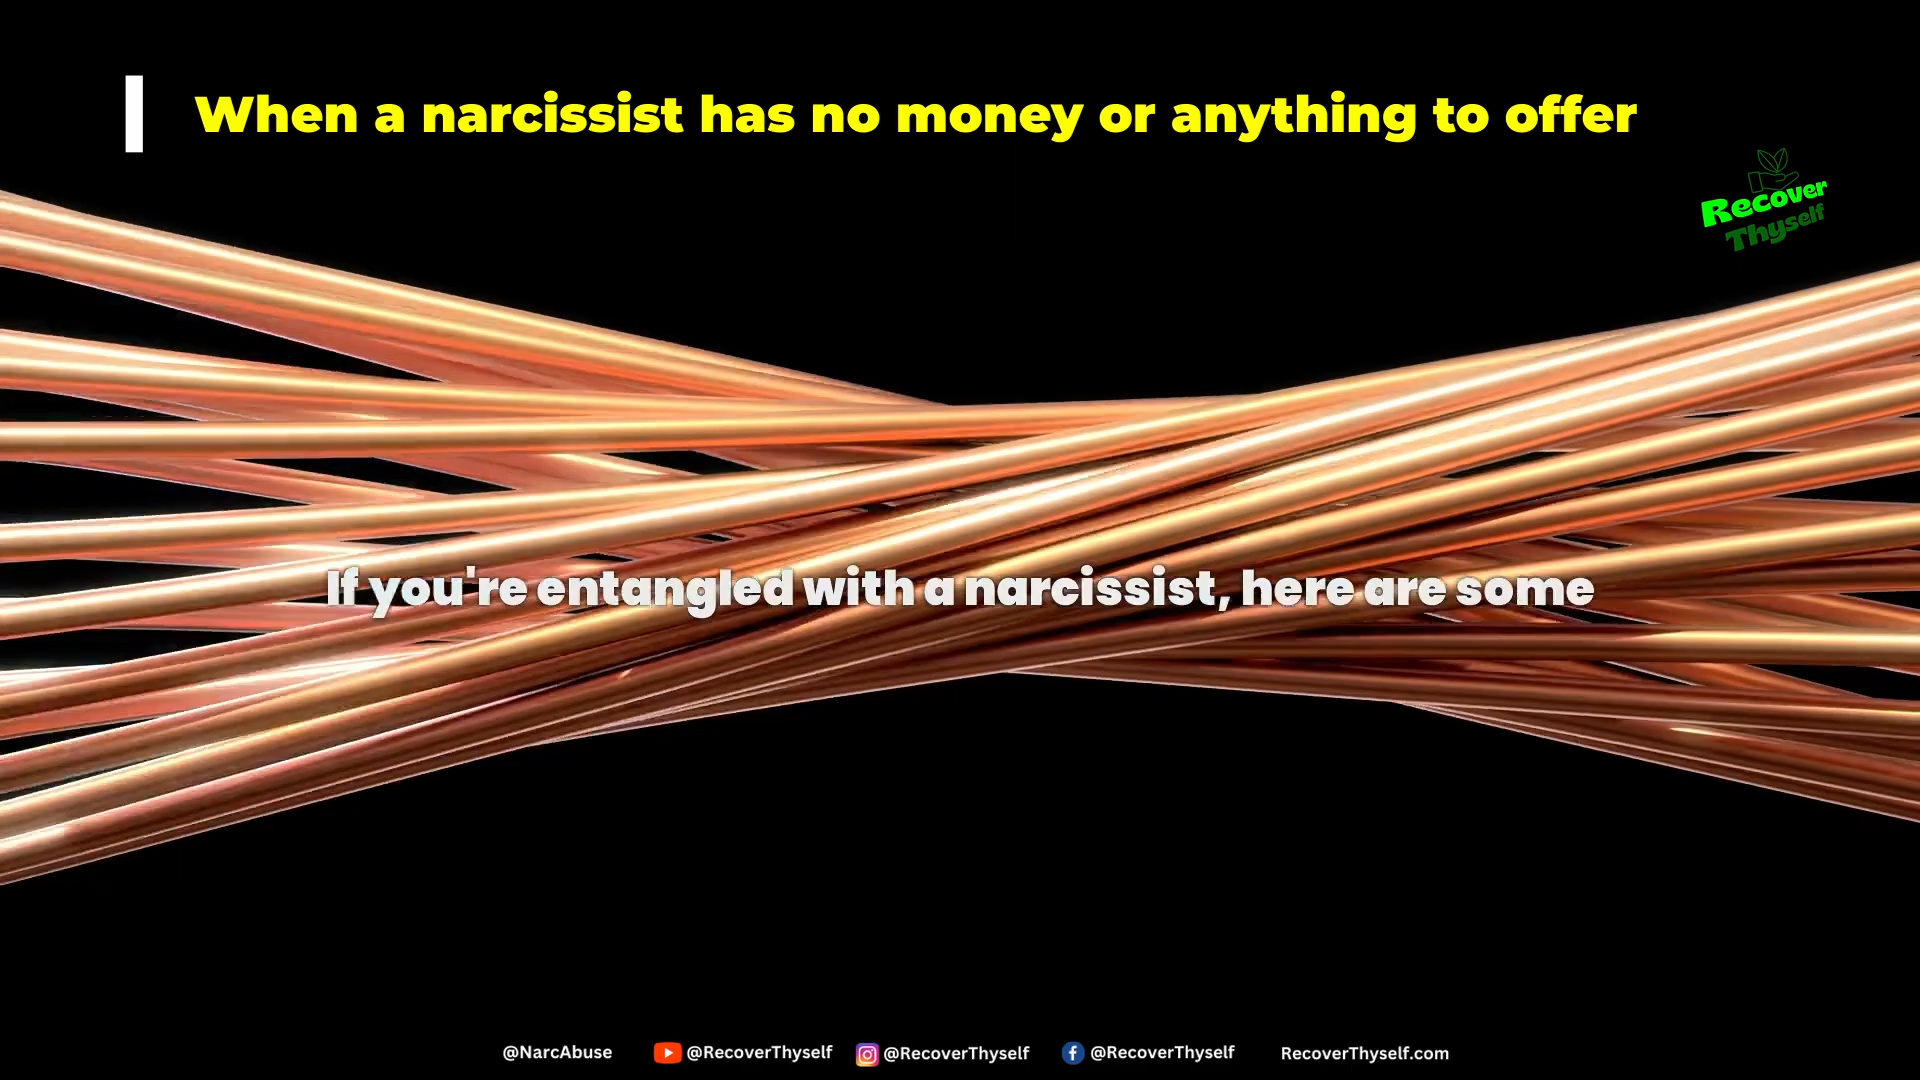 When a narcissist has no money or anything to offer
Recover
Thyself
If you're entangled with a narcissist, here are some
@NarcAbuse @RecoverThyself @RecoverThyself @RecoverThyself RecoverThyself.com